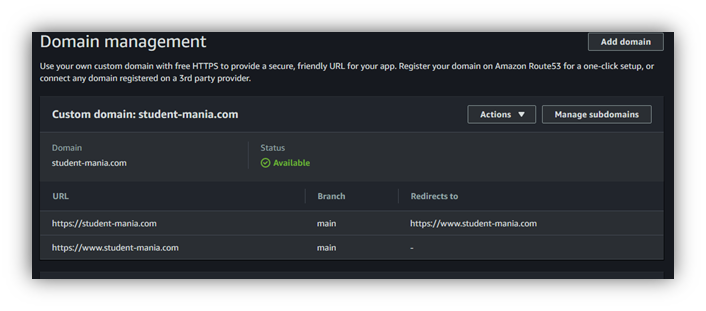 Domain management
Add domain
Use your own custom domain with free HTTPS to provide a secure, friendly URL for your app. Register your domain on Amazon Route53 for a one-click setup, or
connect any domain registered on a 3rd party provider.
Custom domain: student-mania.com
Actions
Manage subdomains
Domain
Status
student-mania.com
Available
URL
Branch
Redirects to
https://student-mania.com
main
https://www.student-mania.com
https://www.student-mania.com
main
-